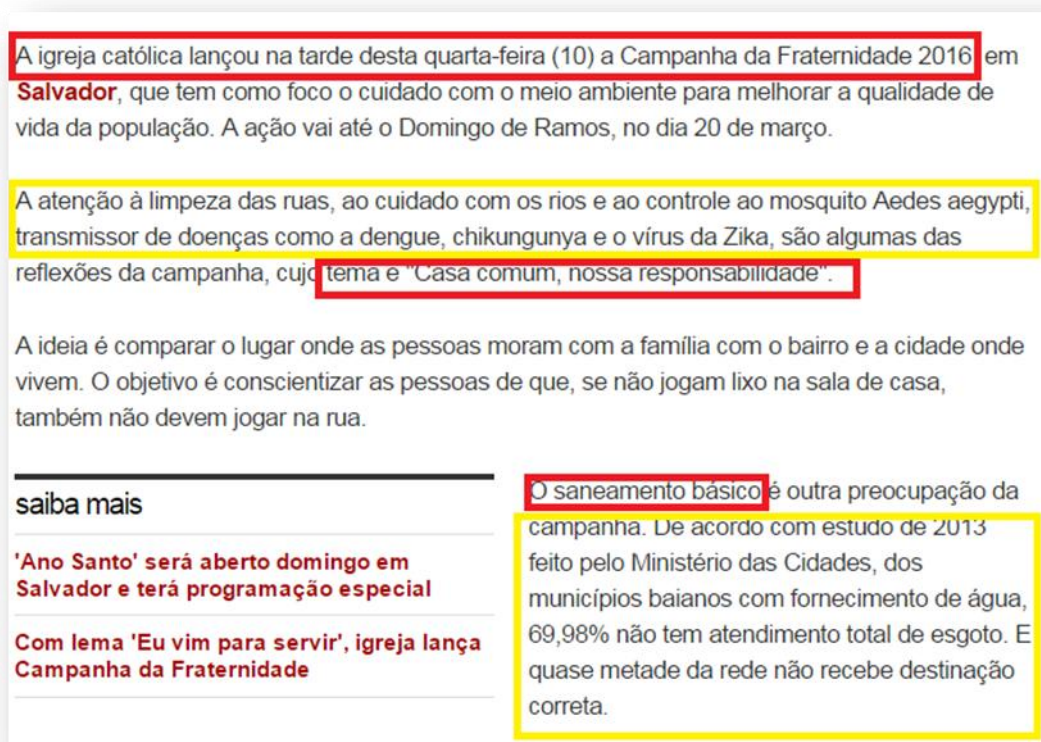 A igreja católica lançou na tarde desta quarta-feira (10) a Campanha da Fraternidade 2016 em
Salvador, que tem como foco o cuidado com o meio ambiente para melhorar a qualidade de
vida da população. A ação vai até o Domingo de Ramos, no dia 20 de março.
A atenção à limpeza das ruas, ao cuidado com os rios e ao controle ao mosquito Aedes aegypti,
transmissor de doenças como a dengue, chikungunya e o vírus da Zika, são algumas das
reflexões da campanha, cujo tema é "Casa comum, nossa responsabilidade".
A ideia é comparar o lugar onde as pessoas moram com a família com o bairro e a cidade onde
vivem. O objetivo é conscientizar as pessoas de que, se não jogam lixo na sala de casa,
também não devem jogar na rua.
saiba mais
'Ano Santo' será aberto domingo em
Salvador e terá programação especial
Com lema 'Eu vim para servir', igreja lança
Campanha da Fraternidade
O saneamento básico é outra preocupação da
campanha. De acordo com estudo de 2013
feito pelo Ministério das Cidades, dos
municípios baianos com fornecimento de água,
69,98% não tem atendimento total de esgoto. E
quase metade da rede não recebe destinação
correta.